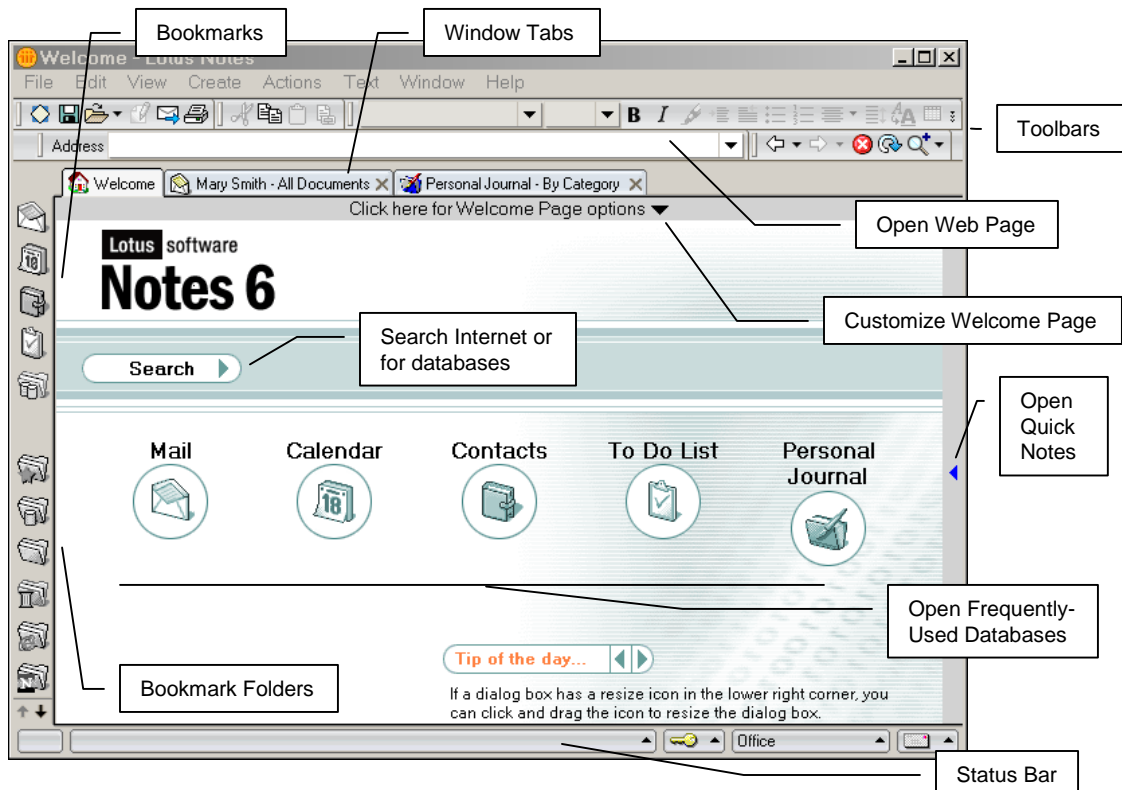 Bookmarks
Window Tabs
Welcome - Lotus Notes
File Edit View Create Actions Text Window Help
B I
Toolbars
Address
Welcome
Mary Smith - All Documents
Personal Journal - By Category
Click here for Welcome Page options
Open Web Page
Lotus software
Notes 6
Customize Welcome Page
Search Internet or
for databases
Search
Open
Quick
Notes
Mail
Calendar
Contacts
To Do List
Personal
Journal
18
18
Open Frequently-
Used Databases
Tip of the day...
Bookmark Folders
If a dialog box has a resize icon in the lower right corner, you
can click and drag the icon to resize the dialog box.
Office
Status Bar